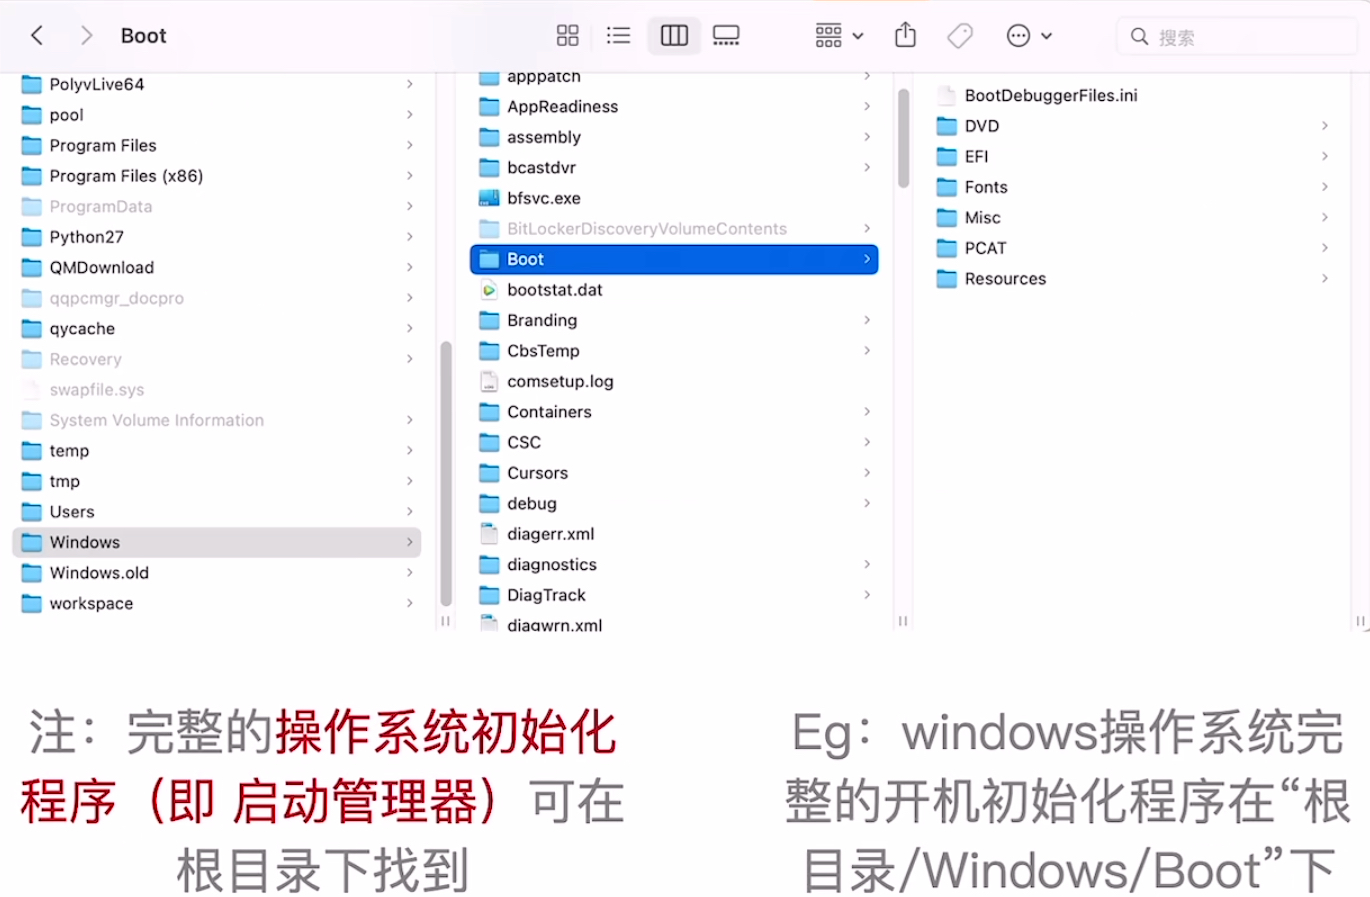 Boot
搜索
PolyvLive64
pool
Program Files
Program Files (x86)
ProgramData
Python27
QMDownload
qqpcmgr_docpro
qycache
Recovery
swapfile.sys
System Volume Information
temp
tmp
Users
Windows
Windows.old
workspace
apppatch
AppReadiness
assembly
bcastdvr
bfsvc.exe
BitLockerDiscoveryVolumeContents
Boot
bootstat.dat
Branding
CbsTemp
comsetup.log
Containers
CSC
Cursors
debug
diagerr.xml
diagnostics
DiagTrack
diagwrn.xml
BootDebuggerFiles.ini
DVD
EFI
Fonts
Misc
PCAT
Resources
注：完整的操作系统初始化
程序（即 启动管理器）可在
根目录下找到
Eg：windows操作系统完
整的开机初始化程序在“根
目录/Windows/Boot”下